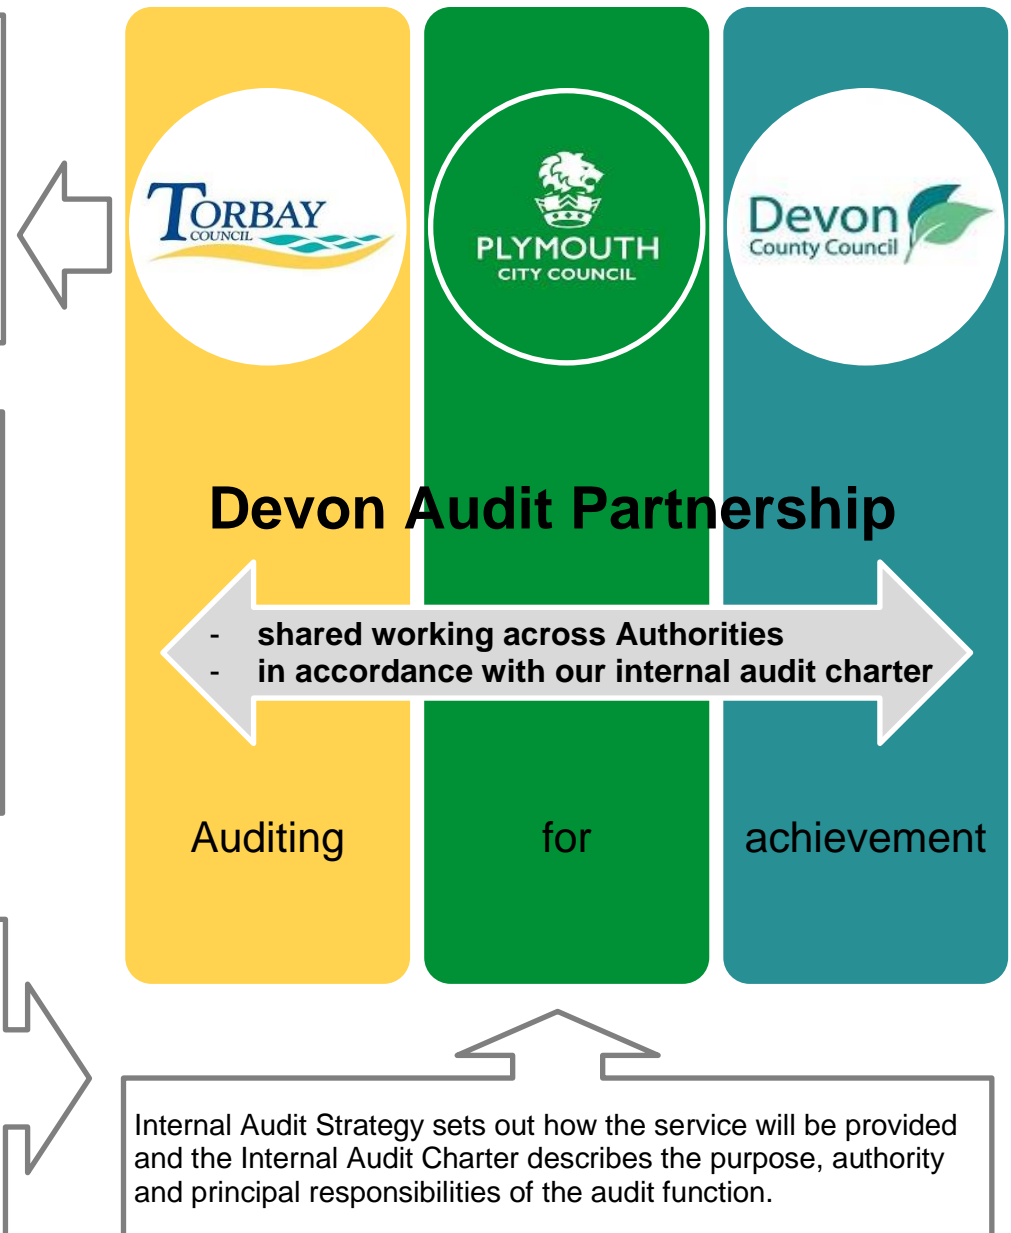 TORBAY
COUNCIL
PLYMOUTH
CITY COUNCIL
Devon
County Council
Devon Audit Partnership
- shared working across Authorities
- in accordance with our internal audit charter
Auditing for achievement
Internal Audit Strategy sets out how the service will be provided
and the Internal Audit Charter describes the purpose, authority
and principal responsibilities of the audit function.